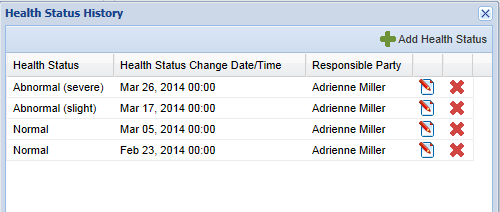 Health Status History
Add Health Status
Health Status Health Status Change Date/Time Responsible Party
Abnormal (severe) Mar 26, 2014 00:00 Adrienne Miller
Abnormal (slight) Mar 17, 2014 00:00 Adrienne Miller
Normal Mar 05, 2014 00:00 Adrienne Miller
Normal Feb 23, 2014 00:00 Adrienne Miller